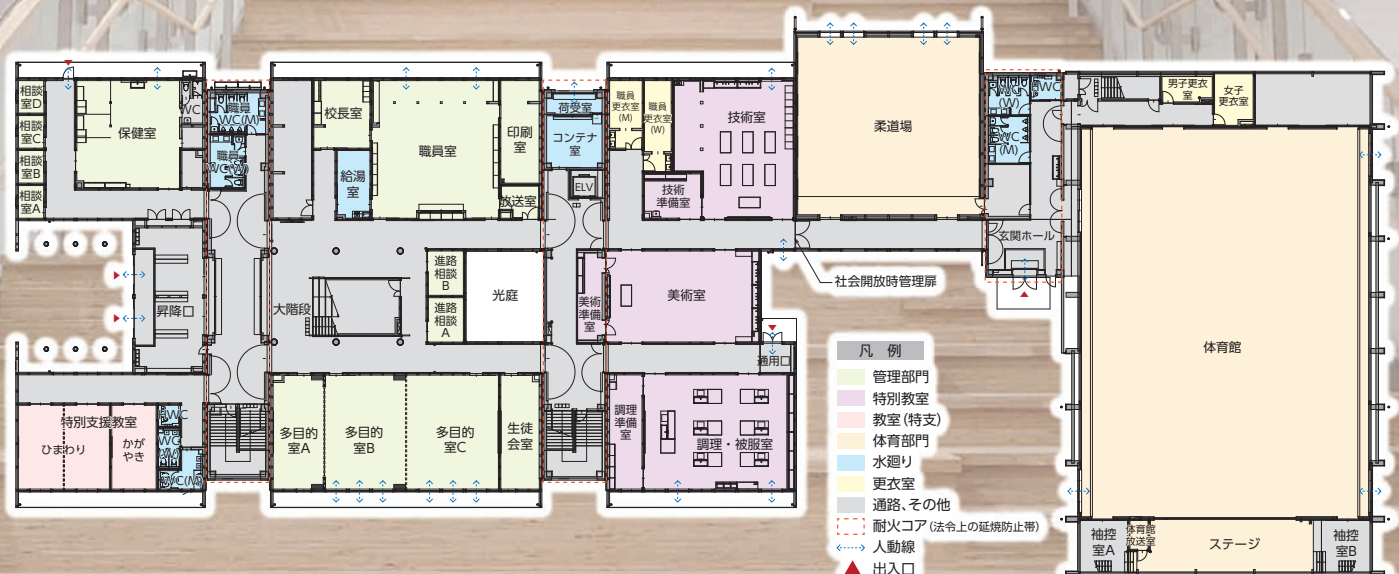 相談
室D
相談
室C
相談
室B
相談
室A
保健室
WC
職員
WC(M)
職員
WC(W)
校長室
給湯
室
職員室
印刷
室
放送室
荷受室
コンテナ
室
ELV
職員
更衣室
(M)
職員
更衣室
(W)
技術
準備室
技術室
柔道場
WC
(W)
WC
WC
(M)
男子更衣
室
女子
更衣室
玄関ホール
社会開放時管理扉
昇降口
大階段
進路
相談
B
進路
相談
A
光庭
美術
準備
室
美術室
通用口
体育館
特別支援教室
ひまわり
かが
やき
WC
WC
(W)
WC(M)
多目的
室A
多目的
室B
多目的
室C
生徒
会室
調理
準備
室
調理・被服室
凡 例
管理部門
特別教室
教室(特支)
体育部門
水廻り
更衣室
通路、その他
耐火コア(法令上の延焼防止帯)
人動線
出入口
袖控
室A
体育館
放送室
ステージ
袖控
室B